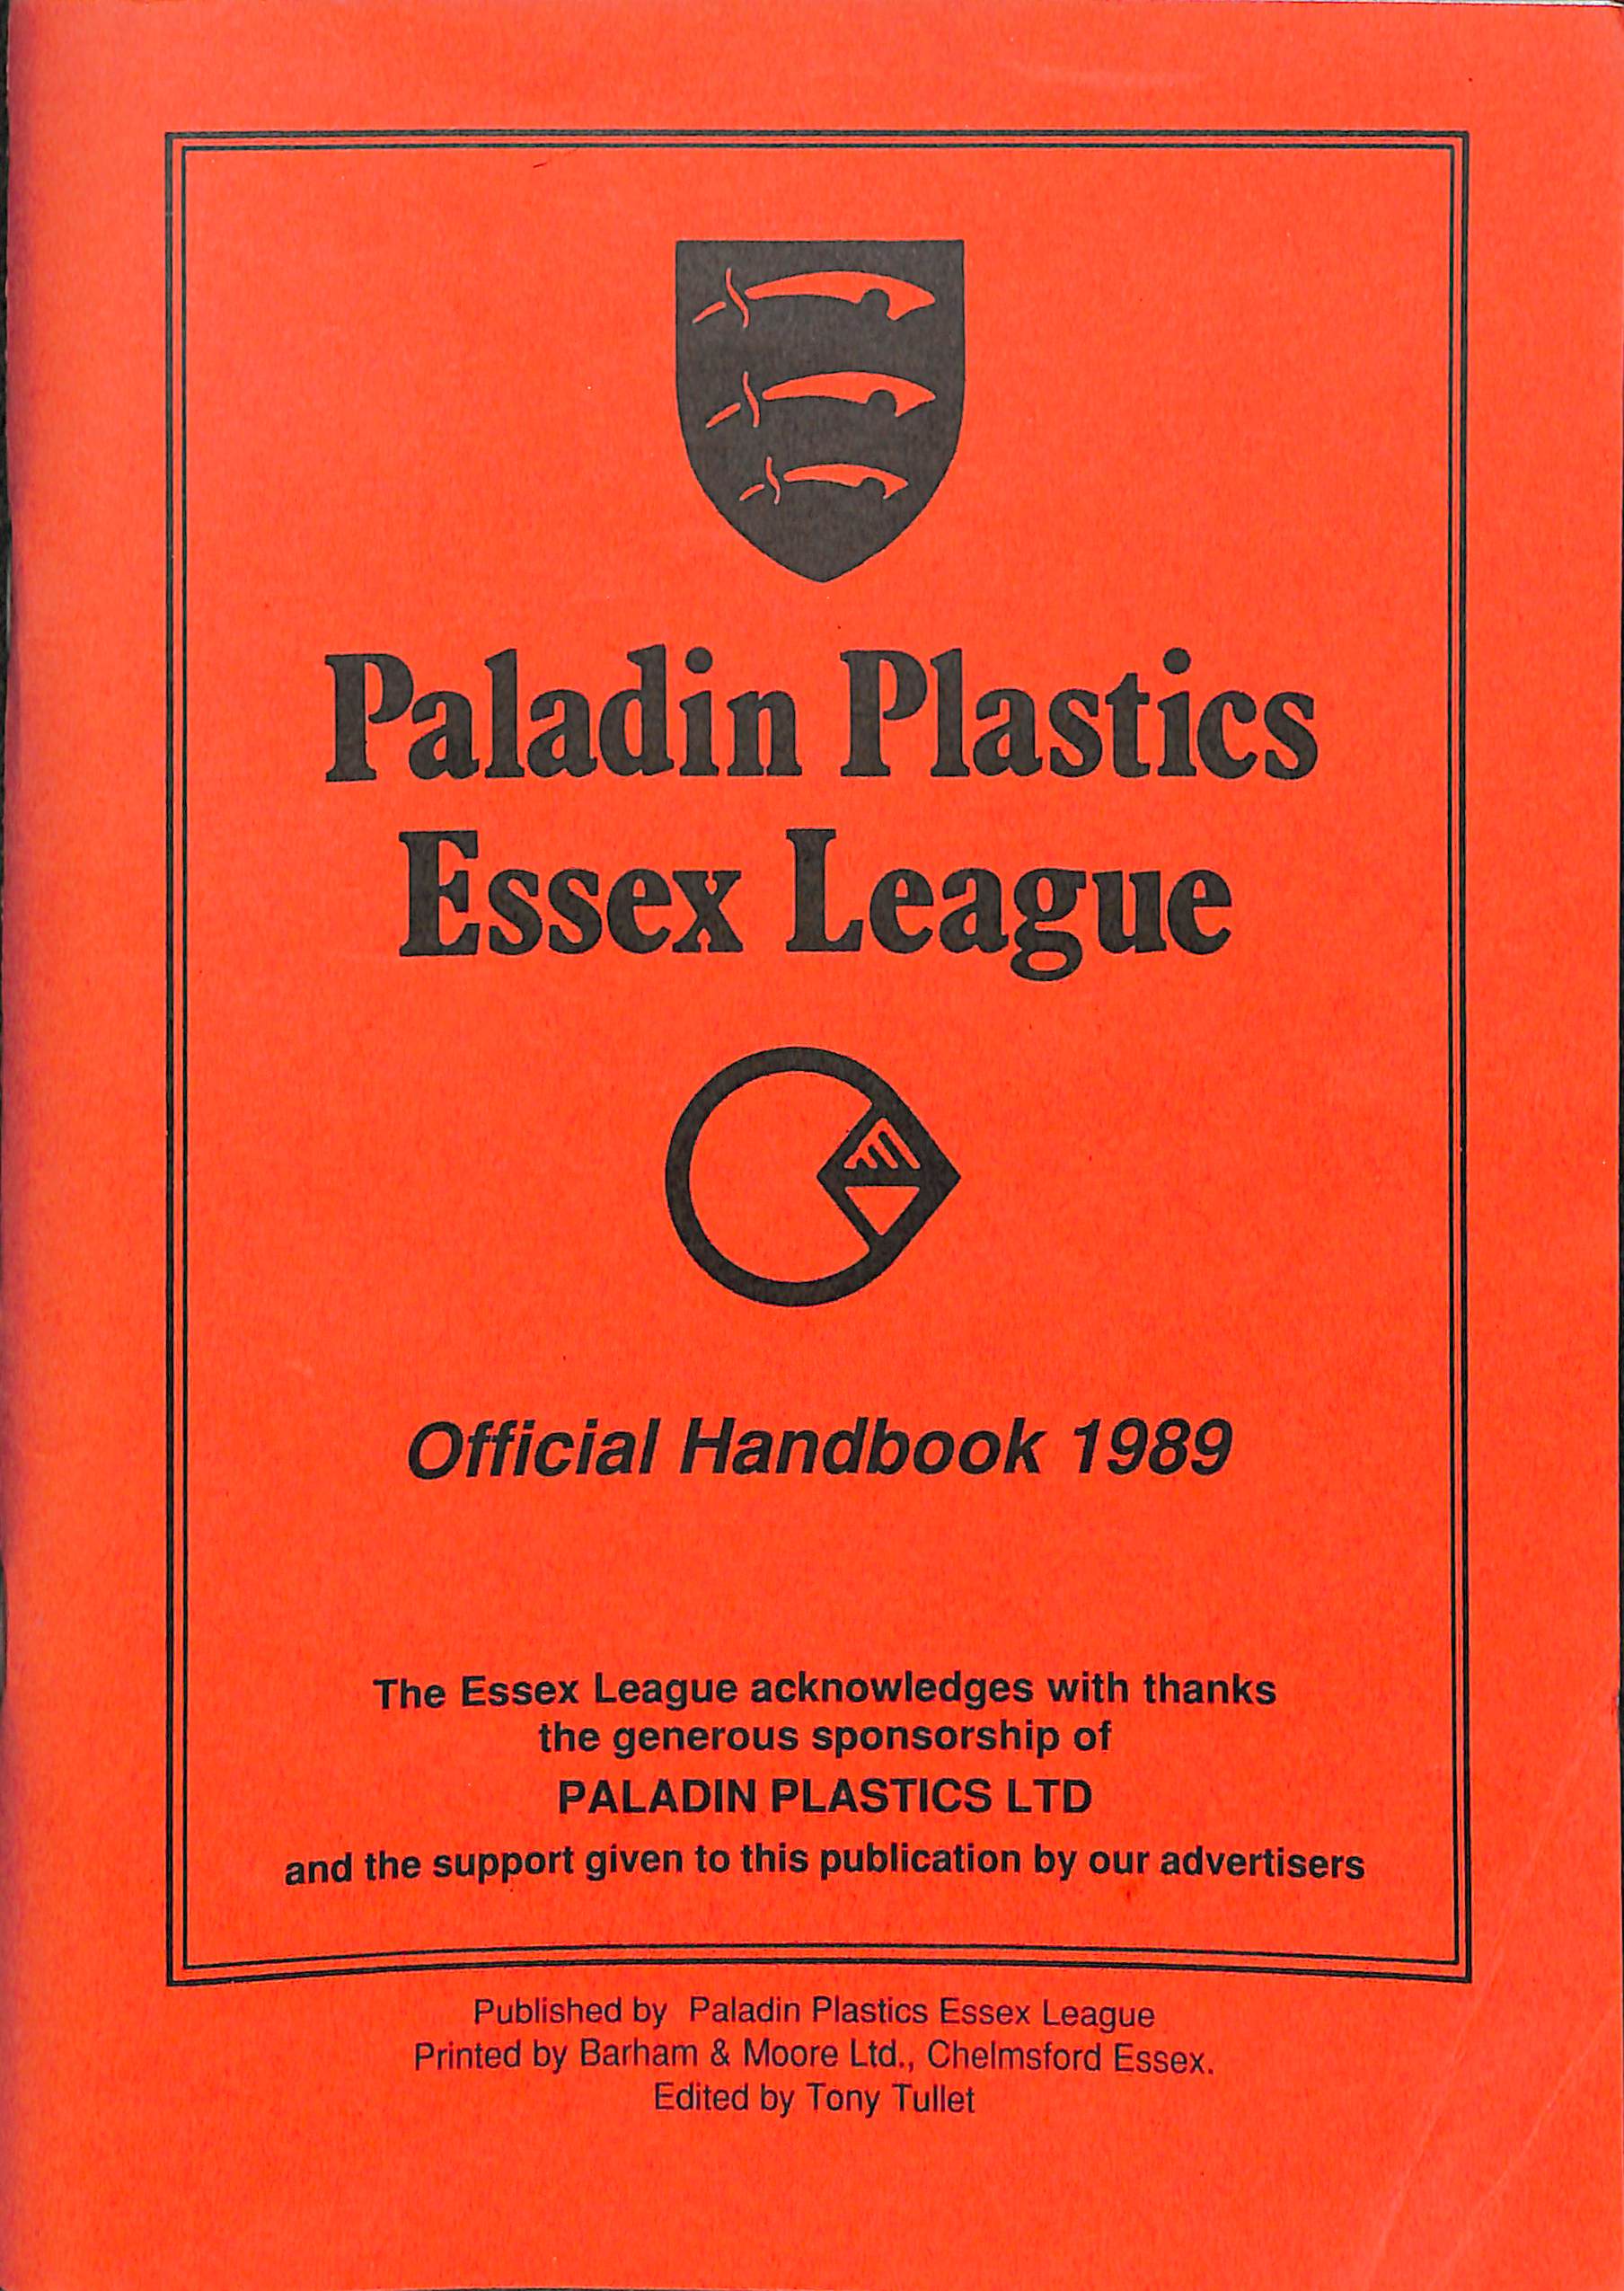 Paladin Plastics
Essex League
Official Handbook 1989
The Essex League acknowledges with thanks
the generous sponsorship of
PALADIN PLASTICS LTD
and the support given to this publication by our advertisers
Published by Paladin Plastics Essex League
Printed by Barham & Moore Ltd., Chelmsford Essex.
Edited by Tony Tullet